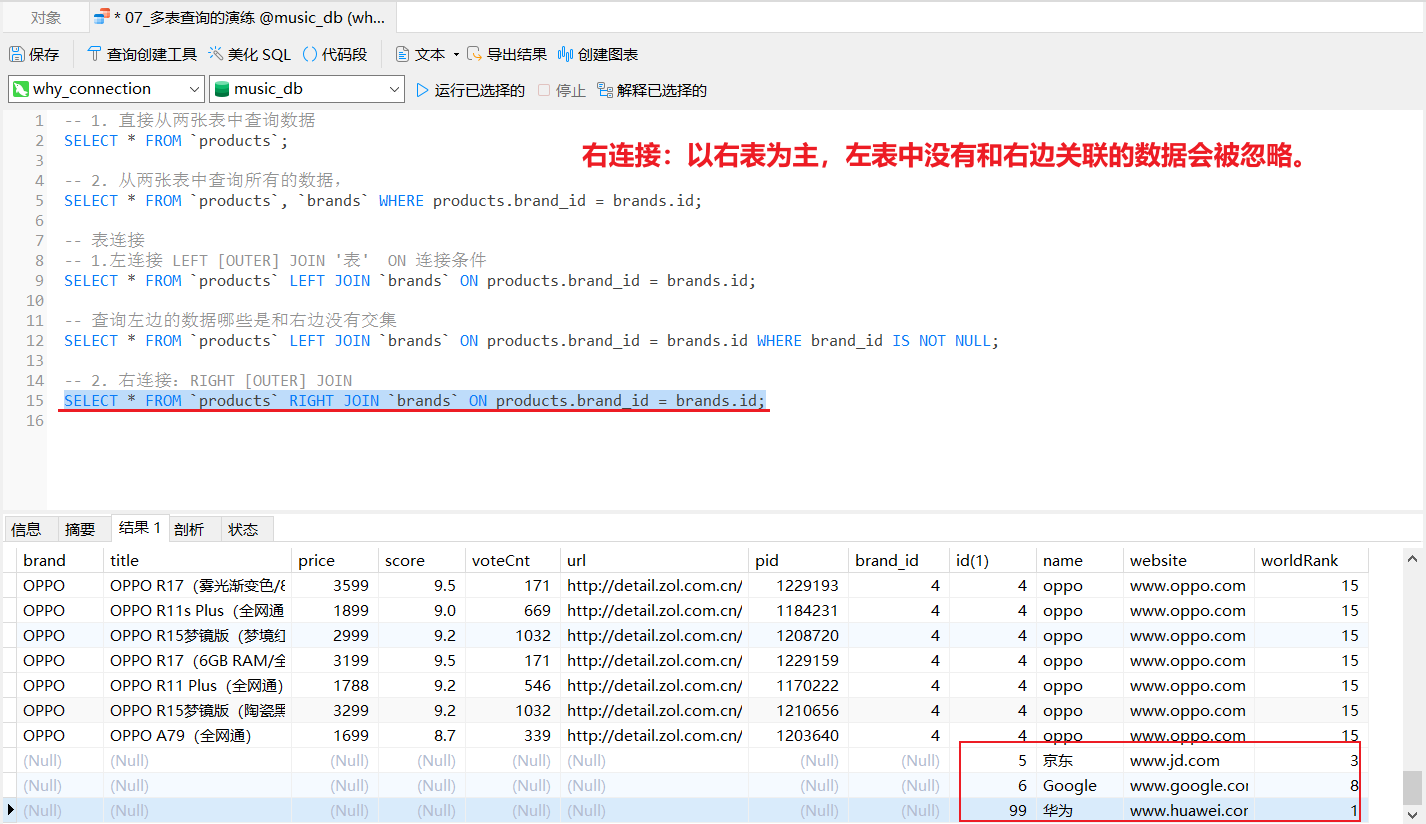 对象 * 07_多表查询的演练 @music_db (wh...
保存 查询创建工具 美化 SQL () 代码段 文本 导出结果 创建图表
why_connection music_db 运行已选择的 停止 解释已选择的
1 -- 1. 直接从两张表中查询数据
2 SELECT * FROM `products`;
右连接：以右表为主，左表中没有和右边关联的数据会被忽略。
3
4 -- 2. 从两张表中查询所有的数据,
5 SELECT * FROM `products`, `brands` WHERE products.brand_id = brands.id;
6
7 -- 表连接
8 -- 1.左连接 LEFT [OUTER] JOIN '表' ON 连接条件
9 SELECT * FROM `products` LEFT JOIN `brands` ON products.brand_id = brands.id;
10
11 -- 查询左边的数据哪些是和右边没有交集
12 SELECT * FROM `products` LEFT JOIN `brands` ON products.brand_id = brands.id WHERE brand_id IS NOT NULL;
13
14 -- 2. 右连接：RIGHT [OUTER] JOIN
15 SELECT * FROM `products` RIGHT JOIN `brands` ON products.brand_id = brands.id;
16
信息 摘要 结果 1 剖析 状态
brand title price score voteCnt url pid brand_id id(1) name website worldRank
OPPO OPPO R17（雾光渐变色/8 3599 9.5 171 http://detail.zol.com.cn/ 1229193 4 4 oppo www.oppo.com 15
OPPO OPPO R11s Plus（全网通 1899 9.0 669 http://detail.zol.com.cn/ 1184231 4 4 oppo www.oppo.com 15
OPPO OPPO R15梦镜版（梦境红 2999 9.2 1032 http://detail.zol.com.cn/ 1208720 4 4 oppo www.oppo.com 15
OPPO OPPO R17（6GB RAM/全 3199 9.5 171 http://detail.zol.com.cn/ 1229159 4 4 oppo www.oppo.com 15
OPPO OPPO R11 Plus（全网通） 1788 9.2 546 http://detail.zol.com.cn/ 1170222 4 4 oppo www.oppo.com 15
OPPO OPPO R15梦镜版（陶瓷黑 3299 9.2 1032 http://detail.zol.com.cn/ 1210656 4 4 oppo www.oppo.com 15
OPPO OPPO A79（全网通） 1699 8.7 339 http://detail.zol.com.cn/ 1203640 4 4 oppo www.oppo.com 15
(Null) (Null) (Null) (Null) (Null) (Null) (Null) (Null) 5 京东 www.jd.com 3
(Null) (Null) (Null) (Null) (Null) (Null) (Null) (Null) 6 Google www.google.cor 8
(Null) (Null) (Null) (Null) (Null) (Null) (Null) (Null) 99 华为 www.huawei.cor 1